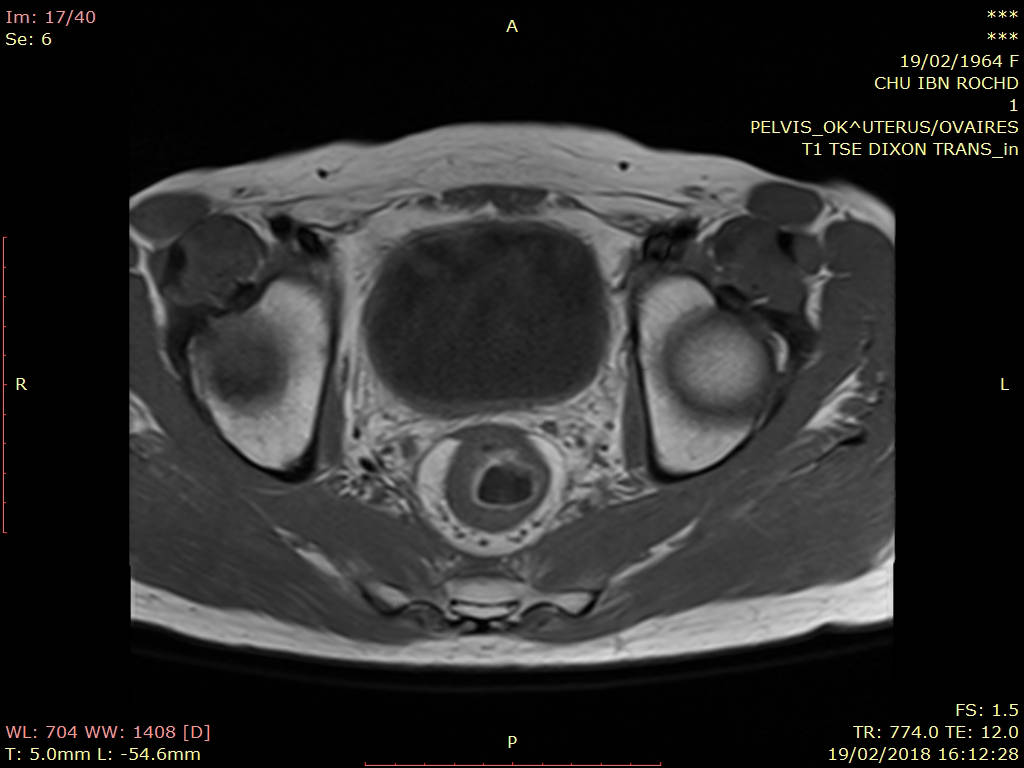 Im: 17/40
Se: 6
A
***
***
19/02/1964 F
CHU IBN ROCHD
1
PELVIS_OK^UTERUS/OVAIRES
T1 TSE DIXON TRANS_in
R
L
WL: 704 WW: 1408 [D]
T: 5.0mm L: -54.6mm
P
FS: 1.5
TR: 774.0 TE: 12.0
19/02/2018 16:12:28